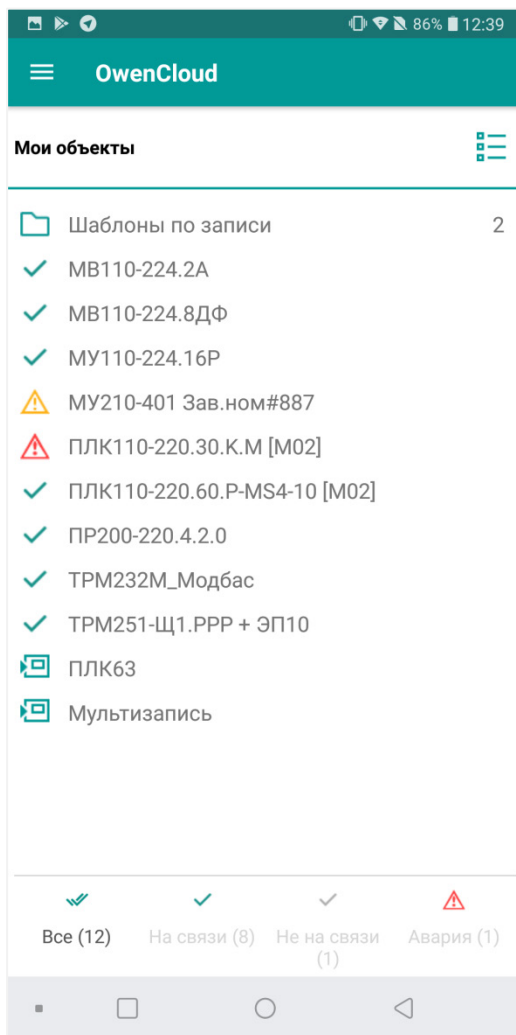 86% 12:39
OwenCloud
Мои объекты
Шаблоны по записи 2
МВ110-224.2А
МВ110-224.8ДФ
МУ110-224.16Р
МУ210-401 Зав.ном#887
ПЛК110-220.30.К.М [М02]
ПЛК110-220.60.Р-MS4-10 [М02]
ПР200-220.4.2.0
ТРМ232М_Модбас
ТРМ251-Щ1.РРР + ЭП10
ПЛК63
Мультизапись
Все (12) На связи (8) Не на связи (1) Авария (1)